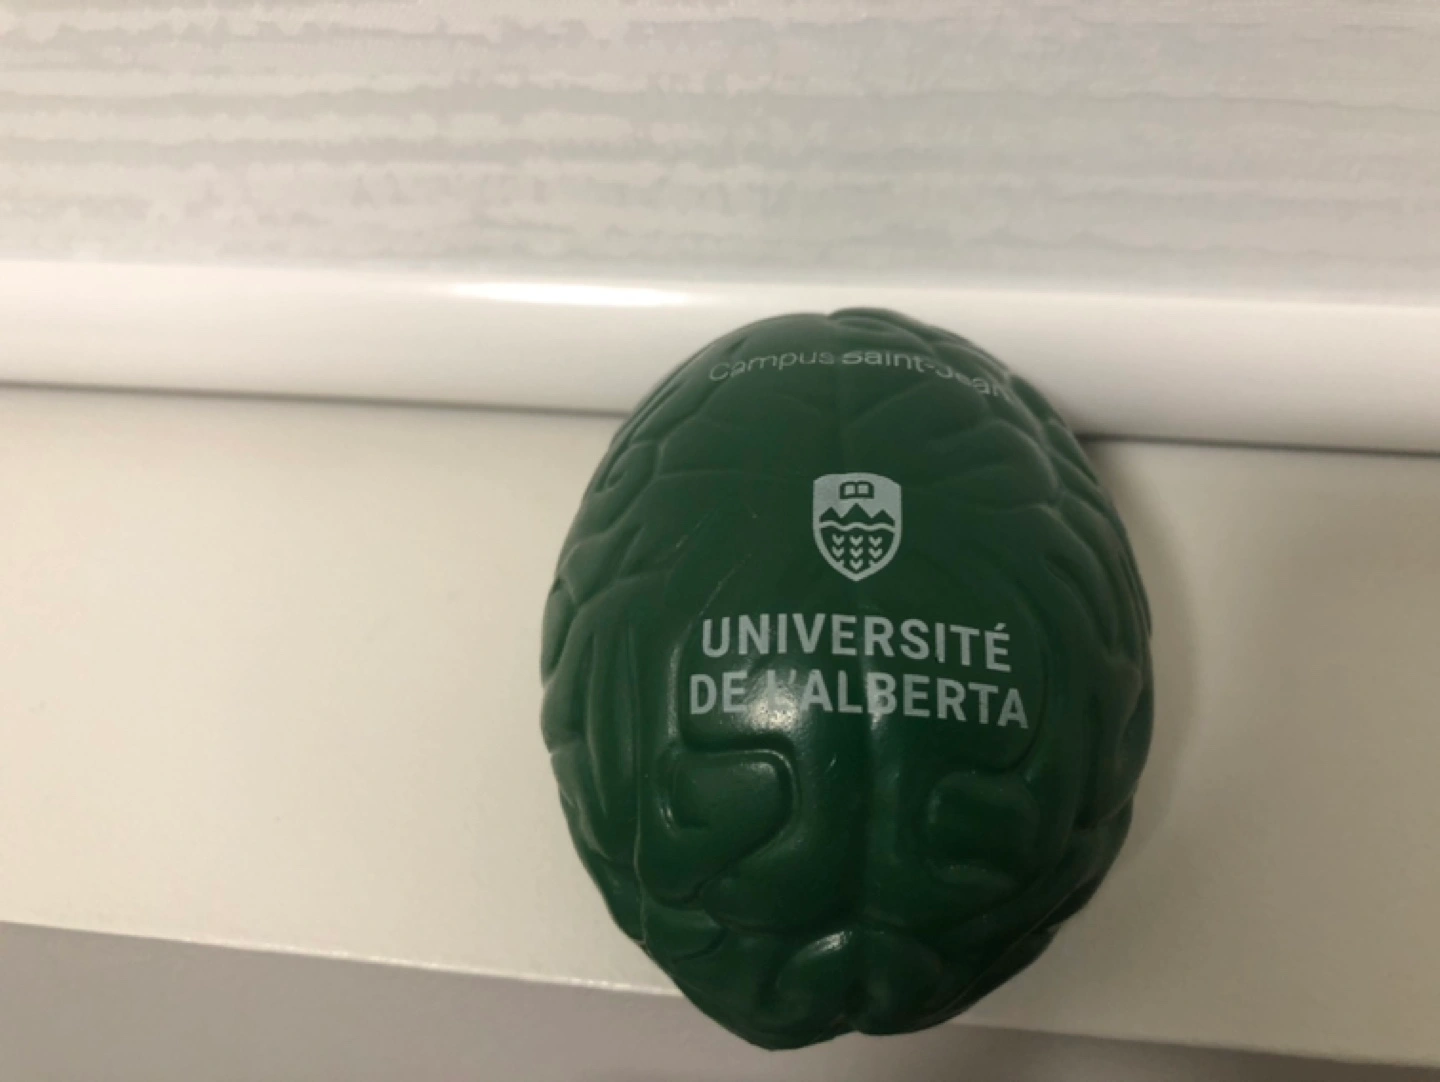 Campus Saint-Jean
UNIVERSITÉ
DE L'ALBERTA